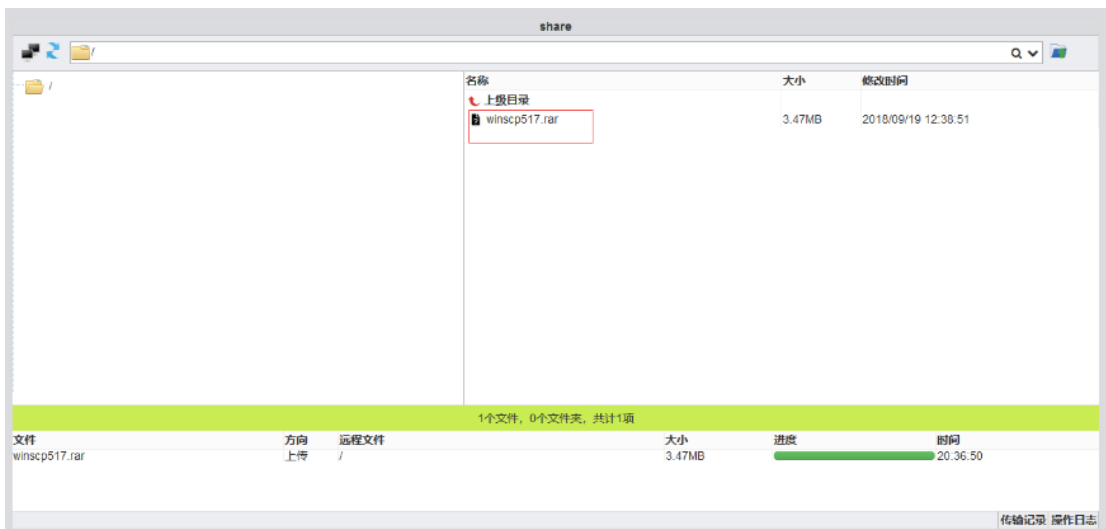 share
/
/
名称 大小 修改时间
上级目录
winscp517.rar 3.47MB 2018/09/19 12:38:51
1个文件，0个文件夹，共计1项
文件 方向 远程文件 大小 进度 时间
winscp517.rar 上传 / 3.47MB 20:36:50
传输记录 操作日志